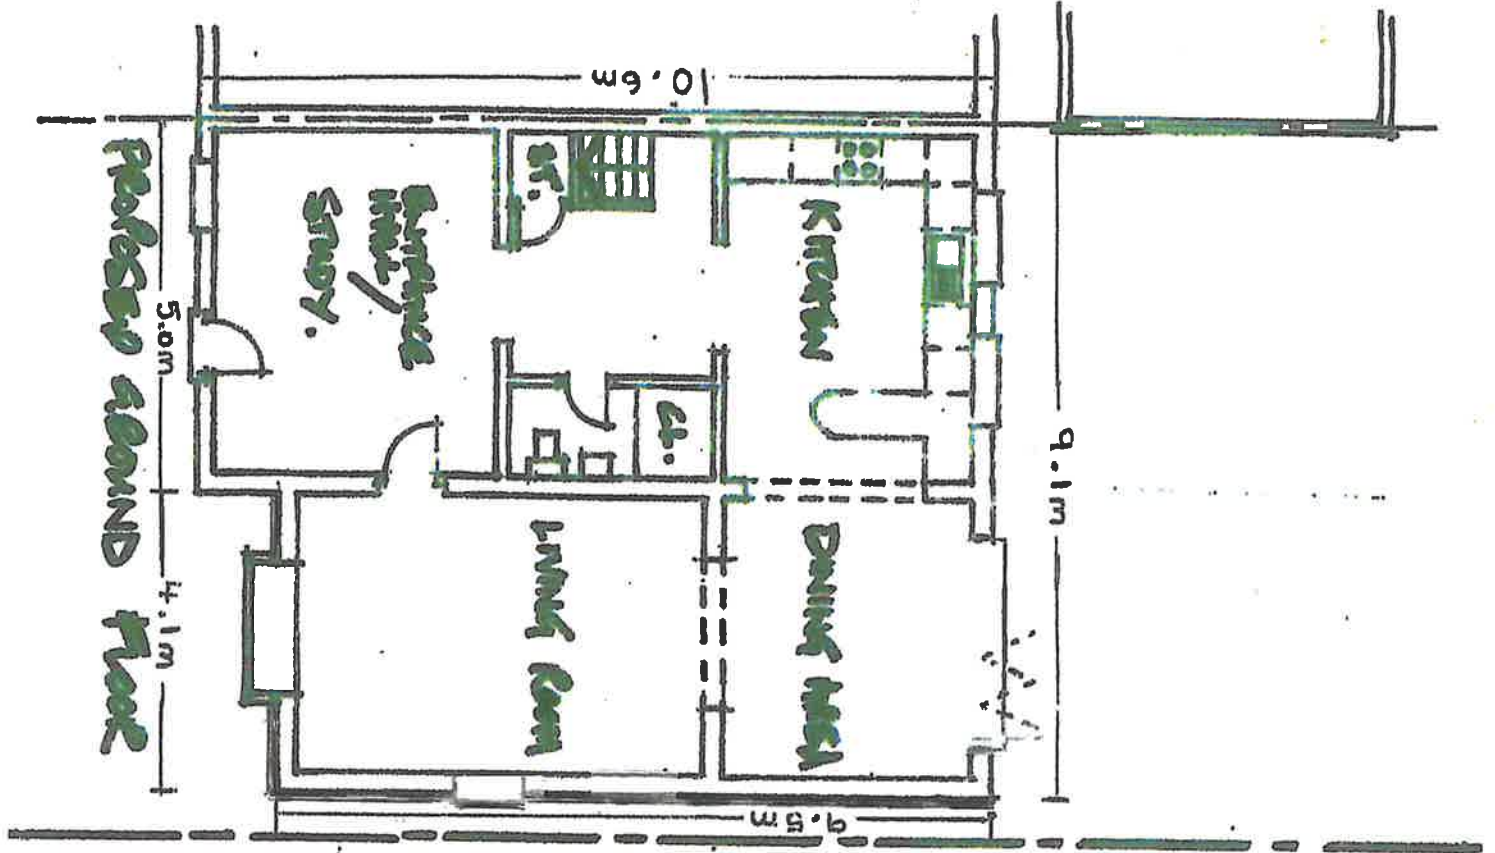 PROPOSED GROUND FLOOR
5.0m
4.1m
10.6m
9.1m
9.5m
ENTRANCE
HALL/
STUDY.
ST.
KITCHEN
LIVING ROOM
DINING AREA